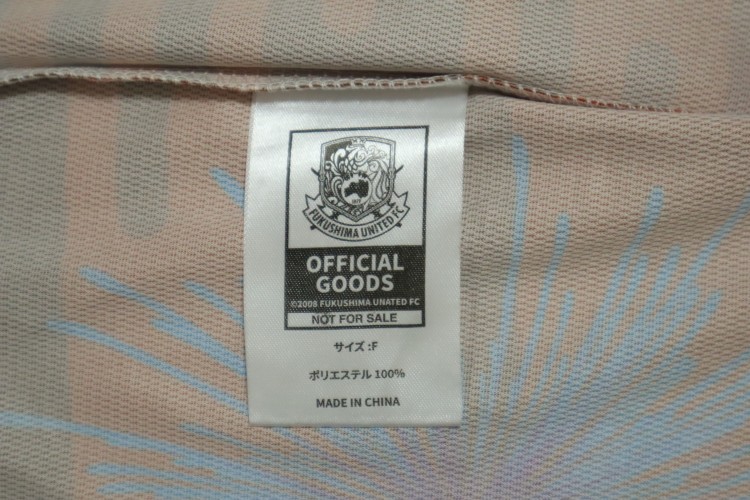 FUKUSHIMA UNITED FC
OFFICIAL
GOODS
©2008 FUKUSHIMA UNATED FC
NOT FOR SALE
サイズ :F
ポリエステル 100%
MADE IN CHINA